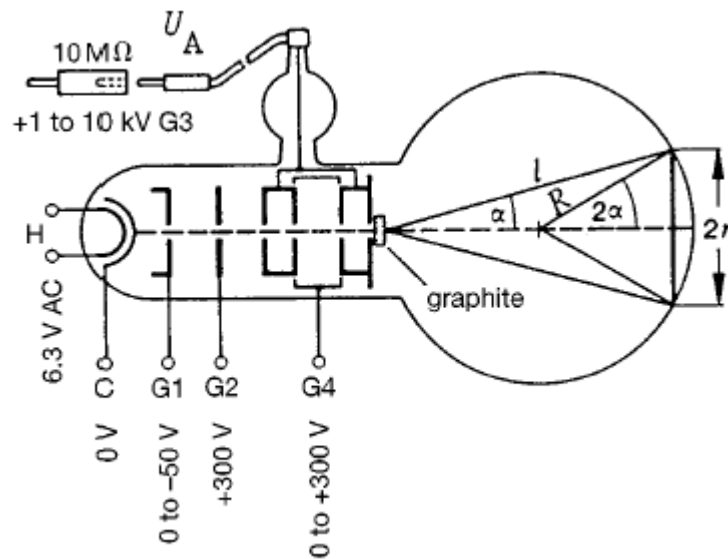 10 MΩ
U_A
+1 to 10 kV G3
l
R
α
2α
2r
H
graphite
6.3 V AC
C
G1
G2
G4
0 V
0 to –50 V
+300 V
0 to +300 V